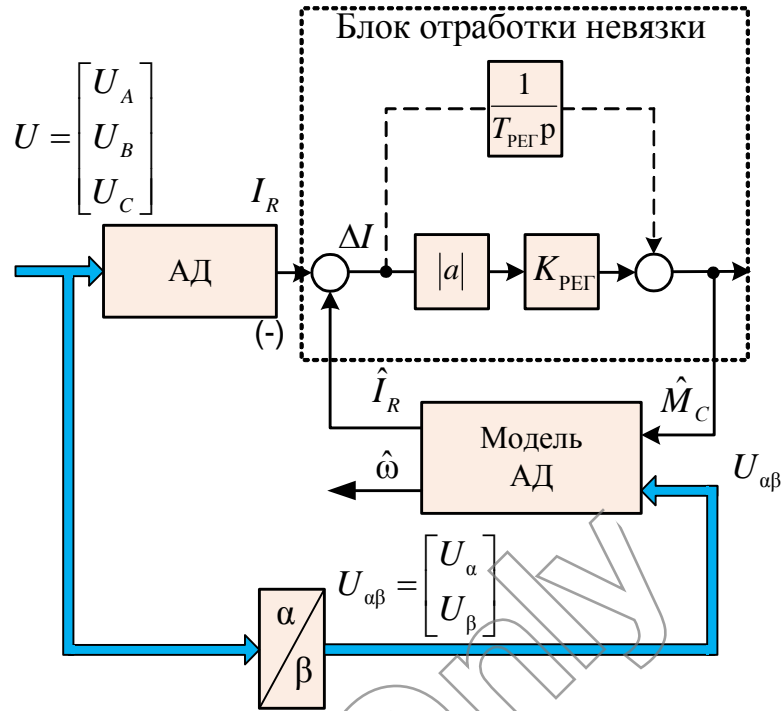 Блок отработки невязки
1
T_РЕГ p
U = [U_A U_B U_C]
I_R
ΔI
АД
|a|
K_РЕГ
(-)
Î_R
M̂_C
Модель
АД
ω̂
U_αβ
U_αβ = [U_α U_β]
α
β
Only